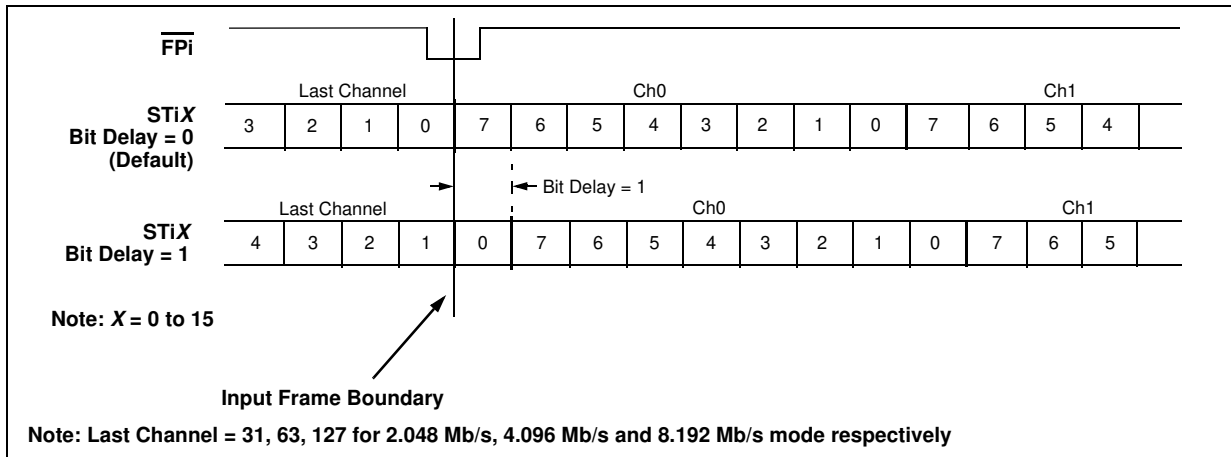 FPi
Last Channel Ch0 Ch1
STiX
Bit Delay = 0
(Default)
3 2 1 0 7 6 5 4 3 2 1 0 7 6 5 4
Bit Delay = 1
Last Channel Ch0 Ch1
STiX
Bit Delay = 1
4 3 2 1 0 7 6 5 4 3 2 1 0 7 6 5
Note: X = 0 to 15
Input Frame Boundary
Note: Last Channel = 31, 63, 127 for 2.048 Mb/s, 4.096 Mb/s and 8.192 Mb/s mode respectively